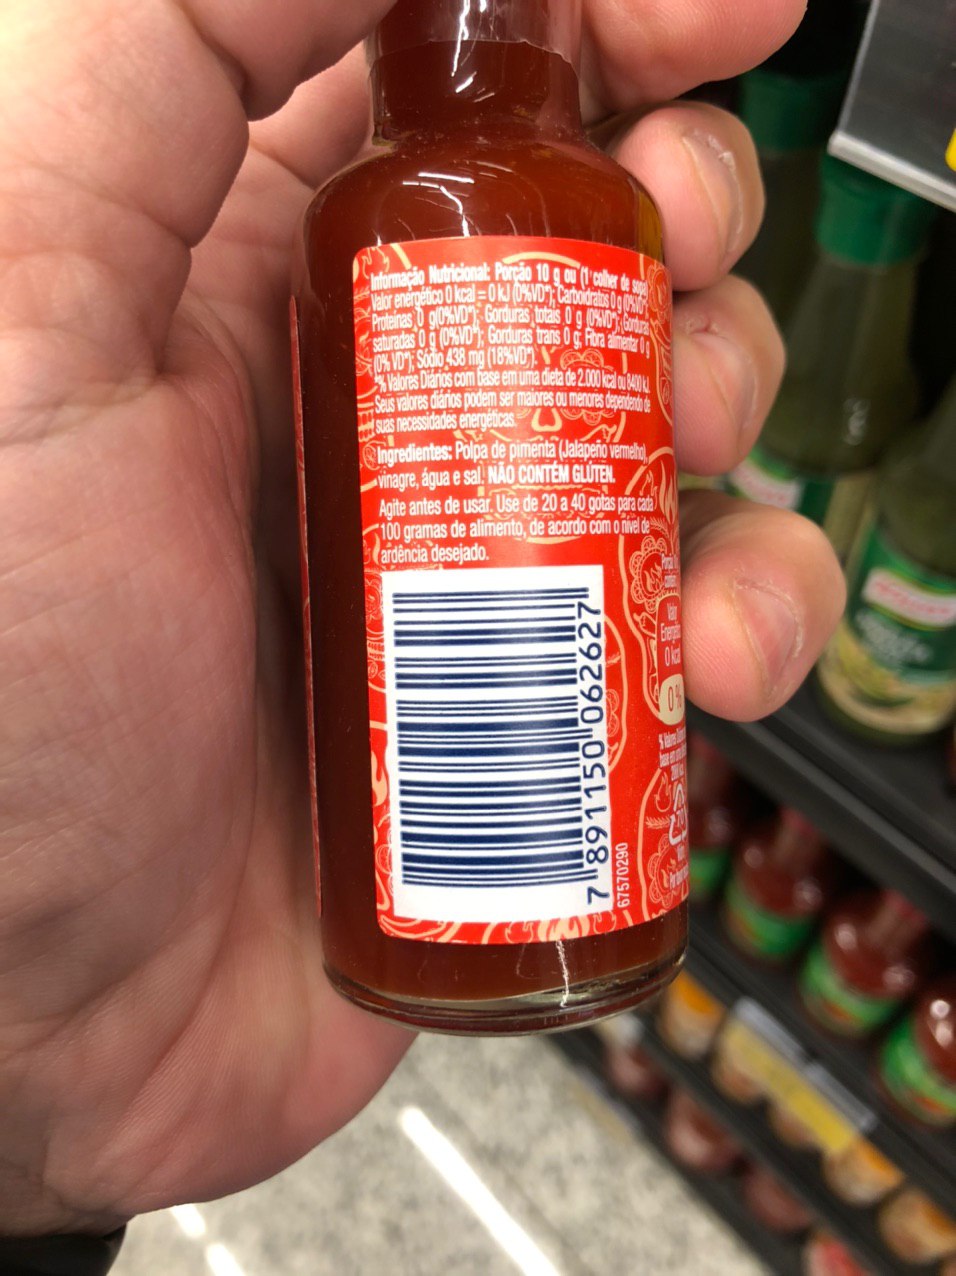 Informação Nutricional: Porção 10 g ou (1 colher de sopa)
Valor energético 0 kcal = 0 kJ (0%VD*); Carboidratos 0 g (0%VD*);
Proteínas 0 g(0%VD*); Gorduras totais 0 g (0%VD*); Gorduras
saturadas 0 g (0%VD*); Gorduras trans 0 g; Fibra alimentar 0 g
(0% VD*); Sódio 438 mg (18%VD*).
*% Valores Diários com base em uma dieta de 2.000 kcal ou 8400 kJ.
Seus valores diários podem ser maiores ou menores dependendo de
suas necessidades energéticas.
Ingredientes: Polpa de pimenta (Jalapeño vermelho),
vinagre, água e sal. NÃO CONTÉM GLÚTEN.
Agite antes de usar. Use de 20 a 40 gotas para cada
100 gramas de alimento, de acordo com o nível de
ardência desejado.
7 891150 062627
67570290
Valor
Energético
0 kcal
0%